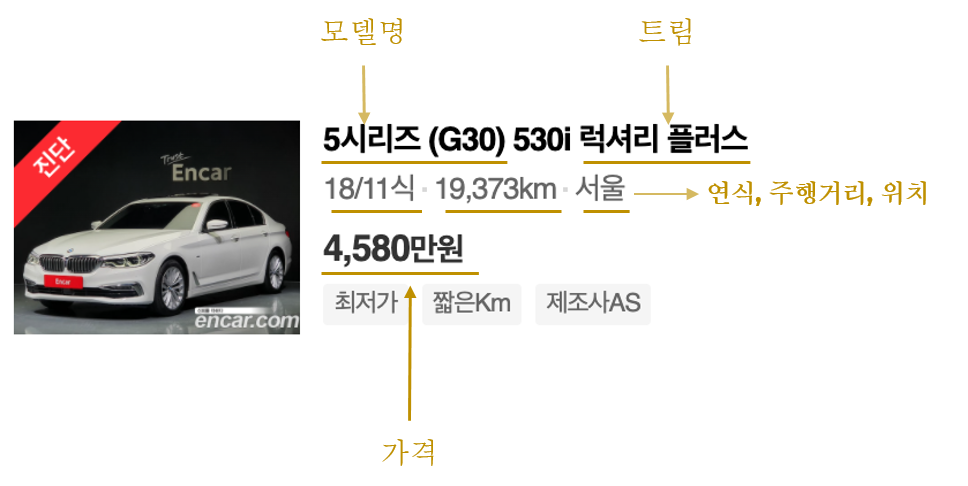 모델명 트림
진단
Trust
Encar
Encar
encar.com
5시리즈 (G30) 530i 럭셔리 플러스
18/11식 · 19,373km · 서울
연식, 주행거리, 위치
4,580만원
최저가 짧은Km 제조사AS
가격